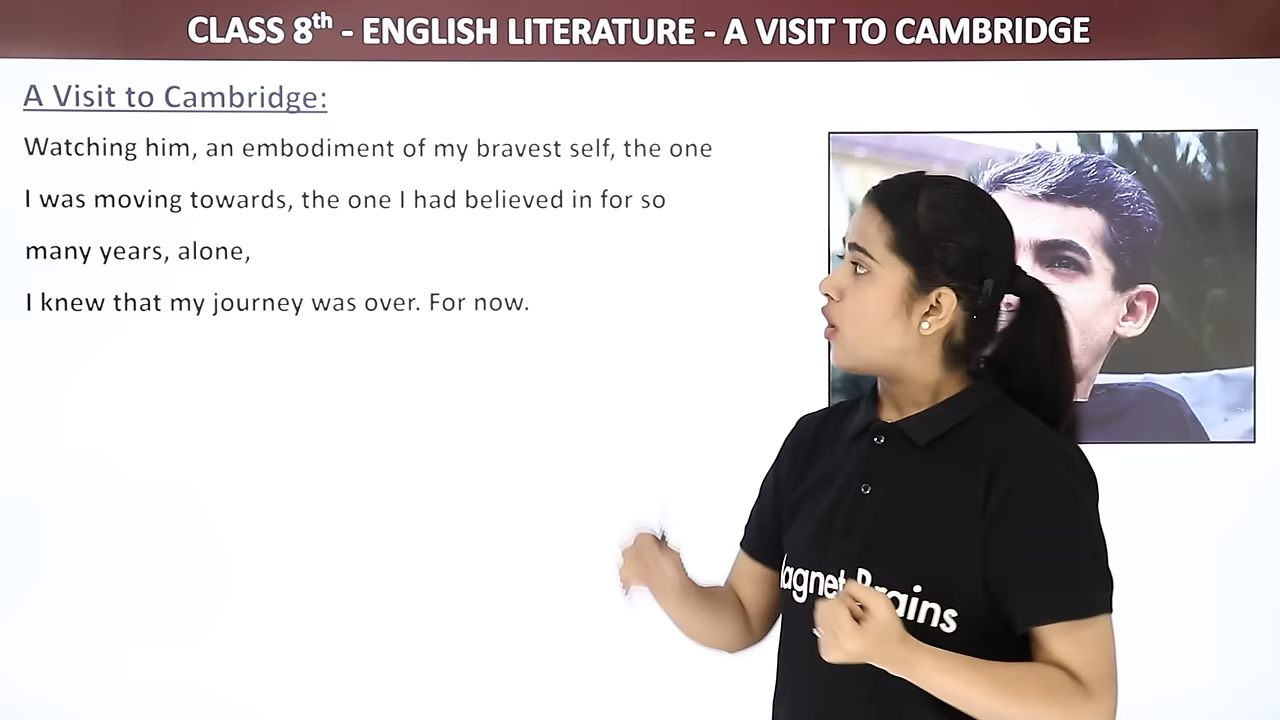 CLASS 8th - ENGLISH LITERATURE - A VISIT TO CAMBRIDGE
A Visit to Cambridge:
Watching him, an embodiment of my bravest self, the one
I was moving towards, the one I had believed in for so
many years, alone,
I knew that my journey was over. For now.